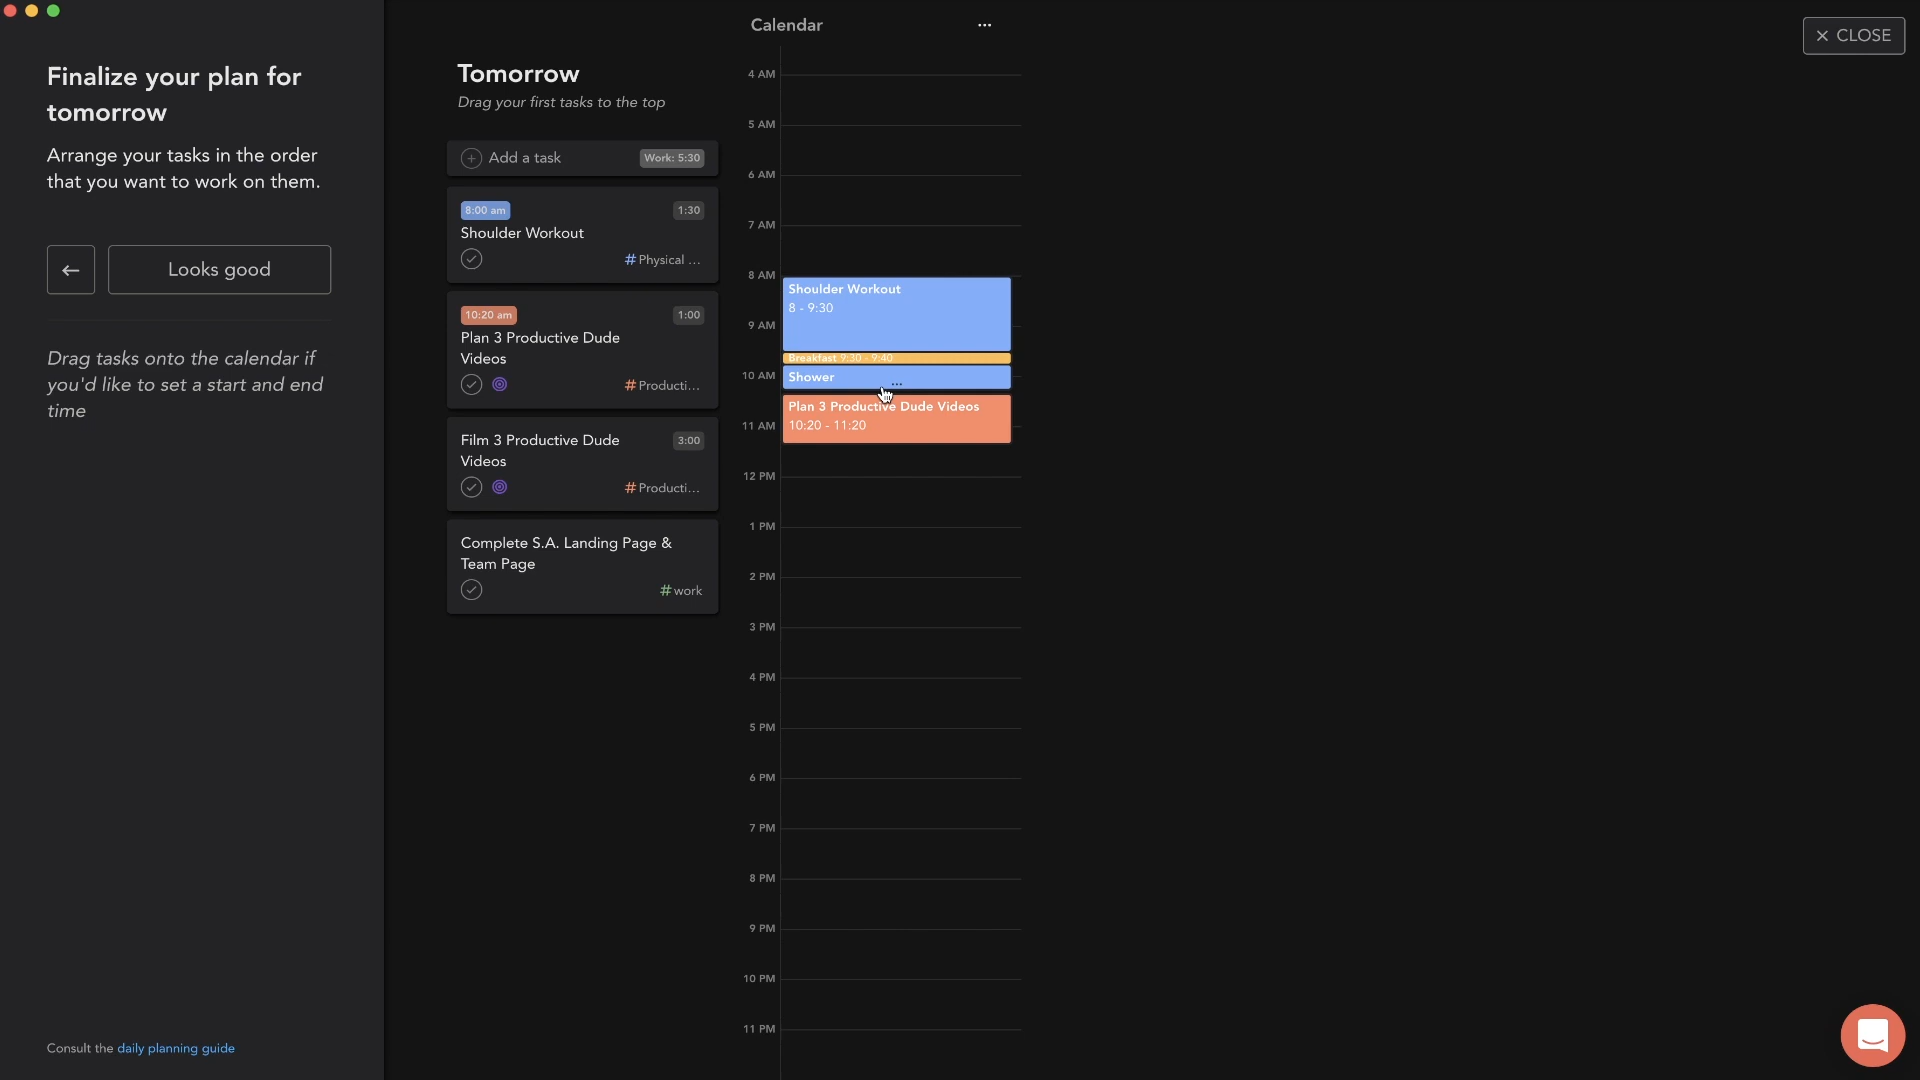 Finalize your plan for
tomorrow
Arrange your tasks in the order
that you want to work on them.
Looks good
Drag tasks onto the calendar if
you'd like to set a start and end
time
Consult the daily planning guide
Tomorrow
Drag your first tasks to the top
Add a task
Work: 5:30
8:00 am
1:30
Shoulder Workout
# Physical ...
10:20 am
1:00
Plan 3 Productive Dude
Videos
# Producti...
Film 3 Productive Dude
Videos
3:00
# Producti...
Complete S.A. Landing Page &
Team Page
# work
Calendar
...
4 AM
5 AM
6 AM
7 AM
8 AM
Shoulder Workout
8 - 9:30
9 AM
Breakfast 9:30 - 9:40
10 AM
Shower
...
Plan 3 Productive Dude Videos
10:20 - 11:20
11 AM
12 PM
1 PM
2 PM
3 PM
4 PM
5 PM
6 PM
7 PM
8 PM
9 PM
10 PM
11 PM
CLOSE